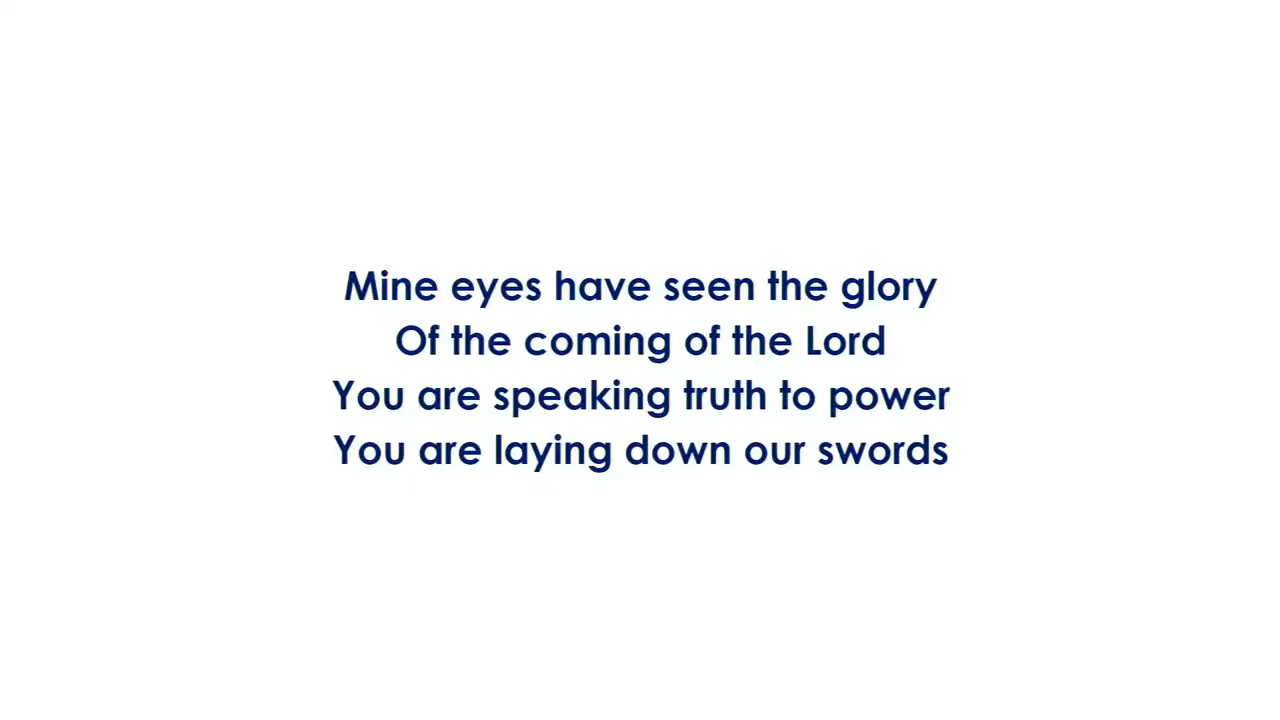 Mine eyes have seen the glory
Of the coming of the Lord
You are speaking truth to power
You are laying down our swords